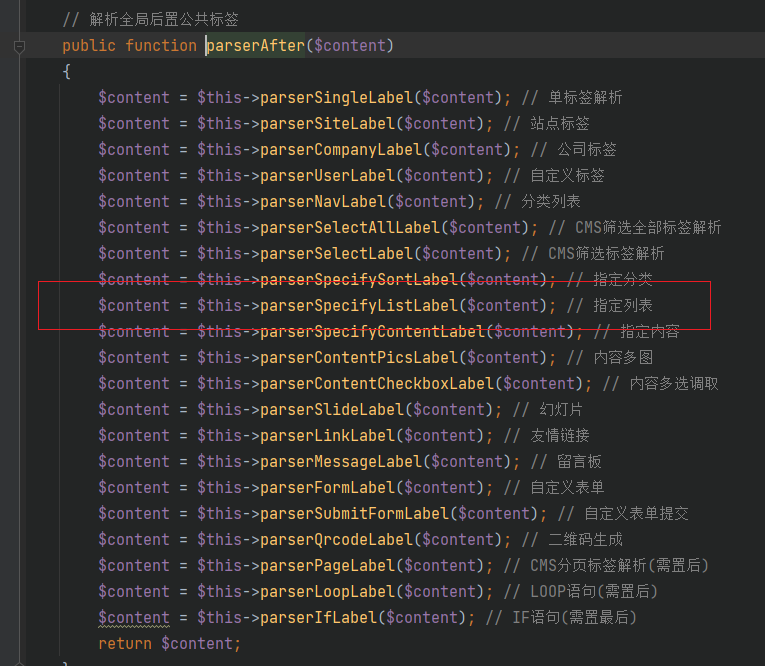 // 解析全局后置公共标签
public function parserAfter($content)
{
$content = $this->parserSingleLabel($content); // 单标签解析
$content = $this->parserSiteLabel($content); // 站点标签
$content = $this->parserCompanyLabel($content); // 公司标签
$content = $this->parserUserLabel($content); // 自定义标签
$content = $this->parserNavLabel($content); // 分类列表
$content = $this->parserSelectAllLabel($content); // CMS筛选全部标签解析
$content = $this->parserSelectLabel($content); // CMS筛选标签解析
$content = $this->parserSpecifySortLabel($content); // 指定分类
$content = $this->parserSpecifyListLabel($content); // 指定列表
$content = $this->parserSpecifyContentLabel($content); // 指定内容
$content = $this->parserContentPicsLabel($content); // 内容多图
$content = $this->parserContentCheckboxLabel($content); // 内容多选调取
$content = $this->parserSlideLabel($content); // 幻灯片
$content = $this->parserLinkLabel($content); // 友情链接
$content = $this->parserMessageLabel($content); // 留言板
$content = $this->parserFormLabel($content); // 自定义表单
$content = $this->parserSubmitFormLabel($content); // 自定义表单提交
$content = $this->parserQrcodeLabel($content); // 二维码生成
$content = $this->parserPageLabel($content); // CMS分页标签解析(需置后)
$content = $this->parserLoopLabel($content); // LOOP语句(需置后)
$content = $this->parserIfLabel($content); // IF语句(需置最后)
return $content;
}